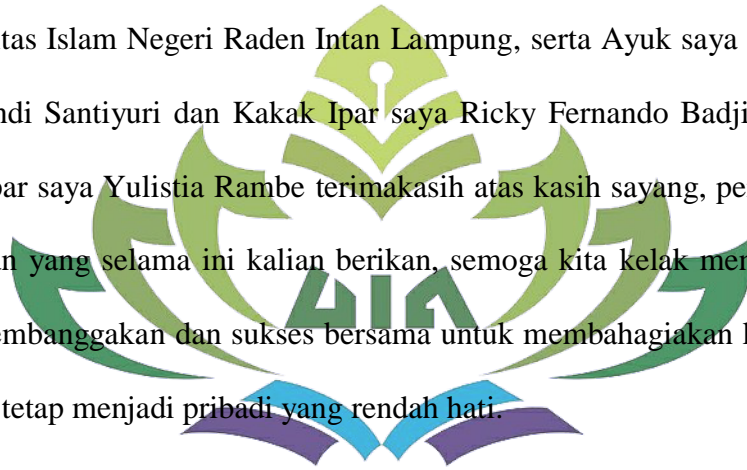 tas Islam Negeri Raden Intan Lampung, serta Ayuk saya
ndi Santiyuri dan Kakak Ipar saya Ricky Fernando Badji
par saya Yulistia Rambe terimakasih atas kasih sayang, pe
n yang selama ini kalian berikan, semoga kita kelak men
embanggakan dan sukses bersama untuk membahagiakan
UIN
tetap menjadi pribadi yang rendah hati.